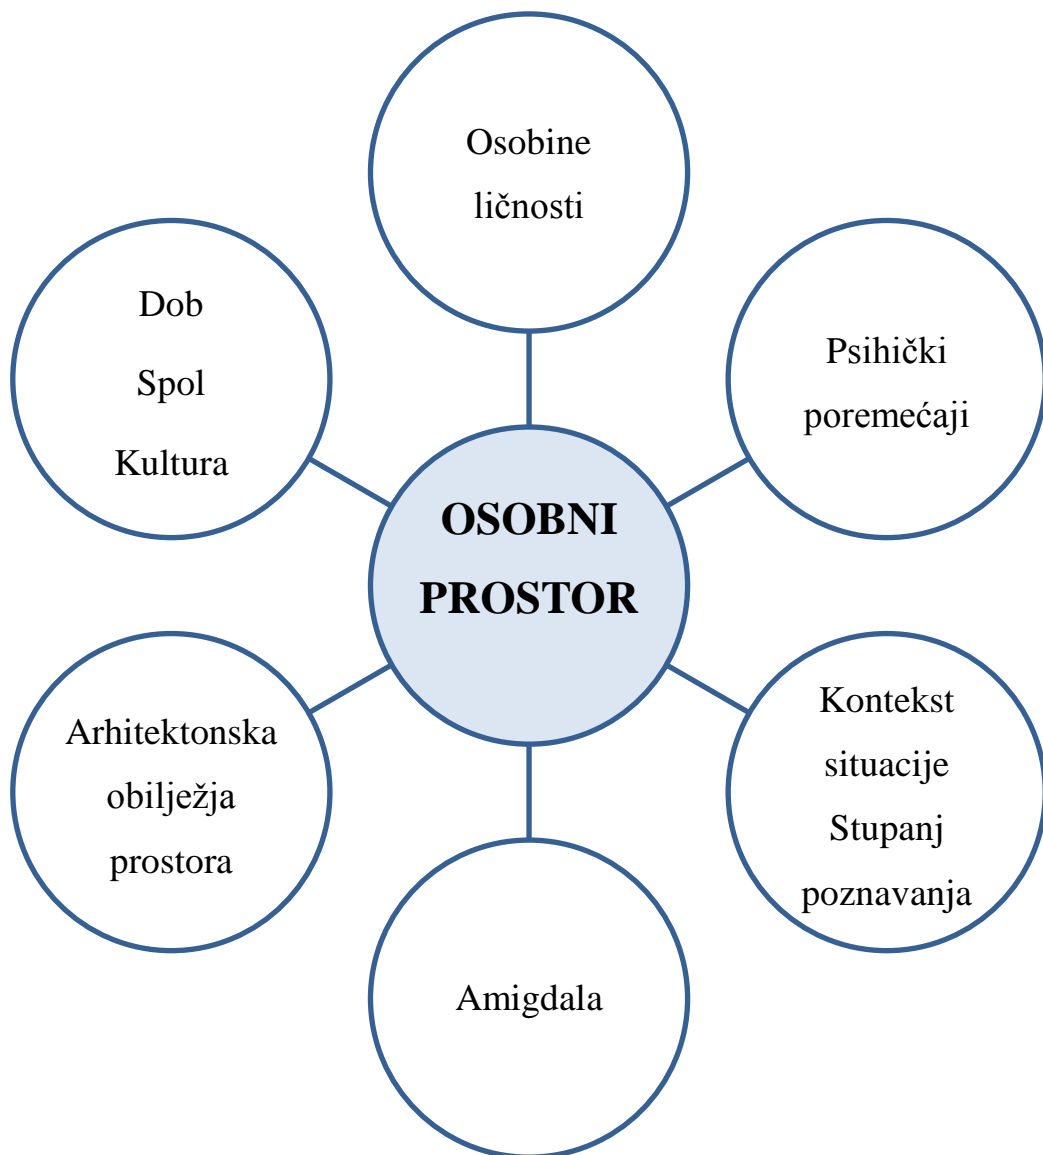 Osobine
ličnosti
Dob
Spol
Kultura
Psihički
poremećaji
OSOBNI
PROSTOR
Arhitektonska
obilježja
prostora
Kontekst
situacije
Stupanj
poznavanja
Amigdala